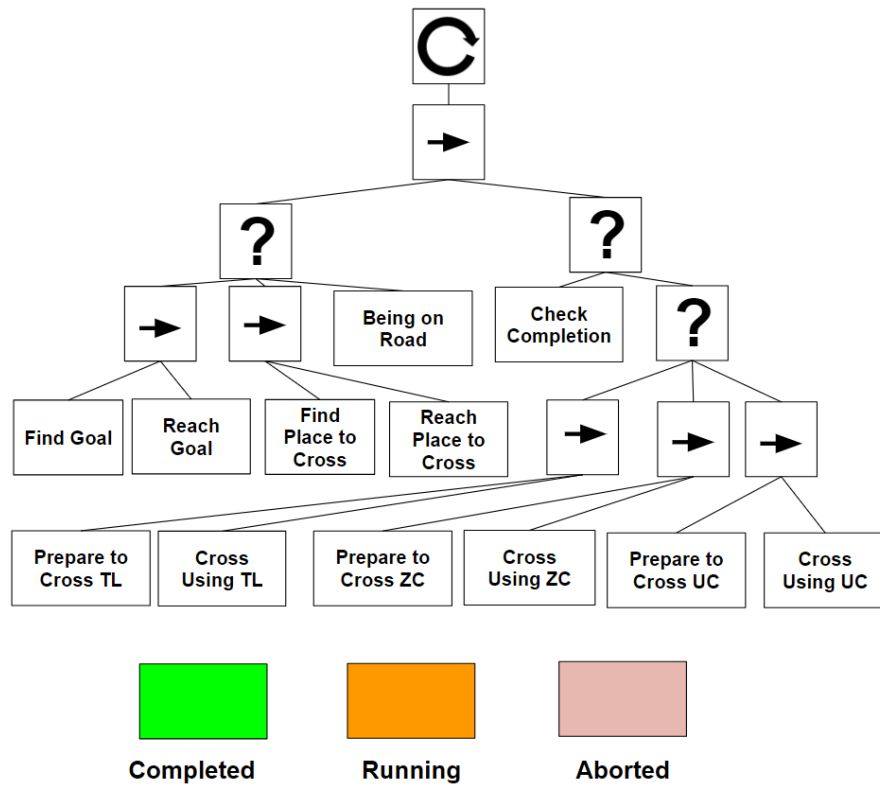 ?
?
Being on
Road
Check
Completion
?
Find Goal
Reach
Goal
Find
Place to
Cross
Reach
Place to
Cross
Prepare to
Cross TL
Cross
Using TL
Prepare to
Cross ZC
Cross
Using ZC
Prepare to
Cross UC
Cross
Using UC
Completed
Running
Aborted